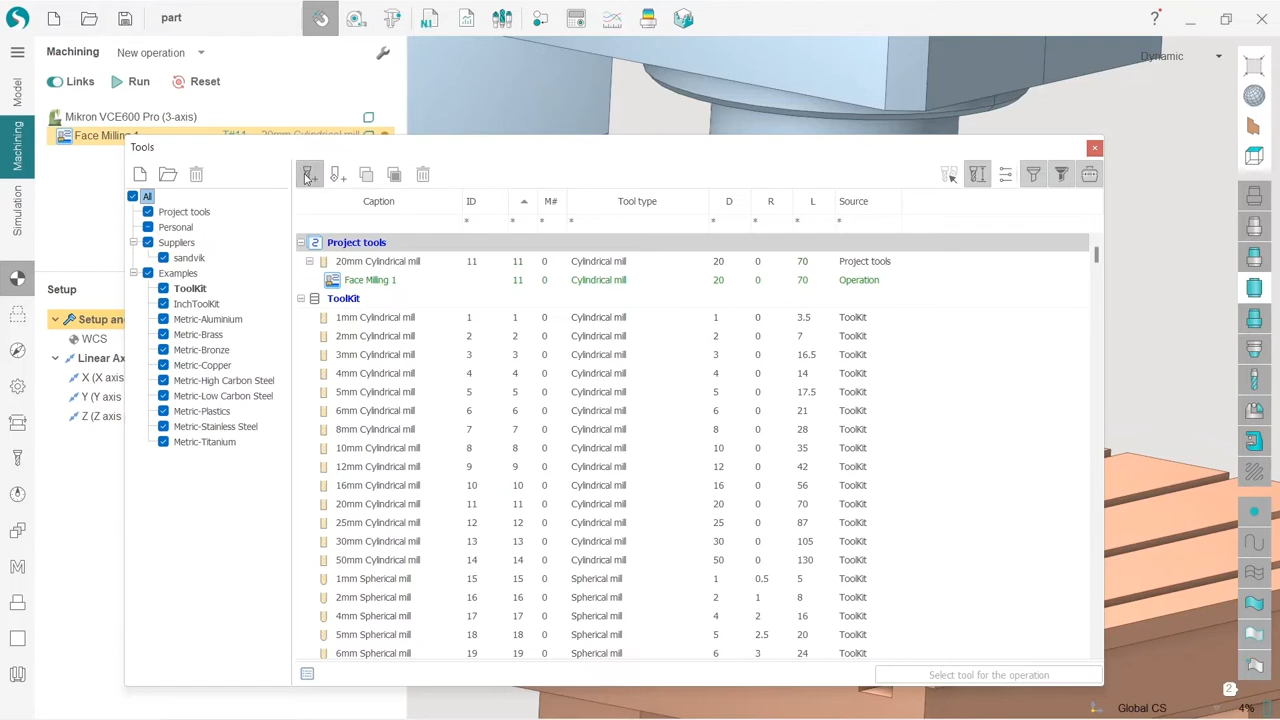 part
Dynamic
Machining
New operation
Links
Run
Reset
Model
Machining
Simulation
Mikron VCE600 Pro (3-axis)
Face Milling 1
T#11
20mm Cylindrical mill
Tools
All
Project tools
Personal
Suppliers
sandvik
Examples
ToolKit
InchToolKit
Metric-Aluminium
Metric-Brass
Metric-Bronze
Metric-Copper
Metric-High Carbon Steel
Metric-Low Carbon Steel
Metric-Plastics
Metric-Stainless Steel
Metric-Titanium
Setup
Setup and
WCS
Linear Ax
X (X axis
Y (Y axis
Z (Z axis
Caption ID M# Tool type D R L Source
* * * * * * * *
Project tools
20mm Cylindrical mill 11 11 0 Cylindrical mill 20 0 70 Project tools
Face Milling 1 11 0 Cylindrical mill 20 0 70 Operation
ToolKit
1mm Cylindrical mill 1 1 0 Cylindrical mill 1 0 3.5 ToolKit
2mm Cylindrical mill 2 2 0 Cylindrical mill 2 0 7 ToolKit
3mm Cylindrical mill 3 3 0 Cylindrical mill 3 0 16.5 ToolKit
4mm Cylindrical mill 4 4 0 Cylindrical mill 4 0 14 ToolKit
5mm Cylindrical mill 5 5 0 Cylindrical mill 5 0 17.5 ToolKit
6mm Cylindrical mill 6 6 0 Cylindrical mill 6 0 21 ToolKit
8mm Cylindrical mill 7 7 0 Cylindrical mill 8 0 28 ToolKit
10mm Cylindrical mill 8 8 0 Cylindrical mill 10 0 35 ToolKit
12mm Cylindrical mill 9 9 0 Cylindrical mill 12 0 42 ToolKit
16mm Cylindrical mill 10 10 0 Cylindrical mill 16 0 56 ToolKit
20mm Cylindrical mill 11 11 0 Cylindrical mill 20 0 70 ToolKit
25mm Cylindrical mill 12 12 0 Cylindrical mill 25 0 87 ToolKit
30mm Cylindrical mill 13 13 0 Cylindrical mill 30 0 105 ToolKit
50mm Cylindrical mill 14 14 0 Cylindrical mill 50 0 130 ToolKit
1mm Spherical mill 15 15 0 Spherical mill 1 0.5 5 ToolKit
2mm Spherical mill 16 16 0 Spherical mill 2 1 8 ToolKit
4mm Spherical mill 17 17 0 Spherical mill 4 2 16 ToolKit
5mm Spherical mill 18 18 0 Spherical mill 5 2.5 20 ToolKit
6mm Spherical mill 19 19 0 Spherical mill 6 3 24 ToolKit
Select tool for the operation
2
Global CS
4%